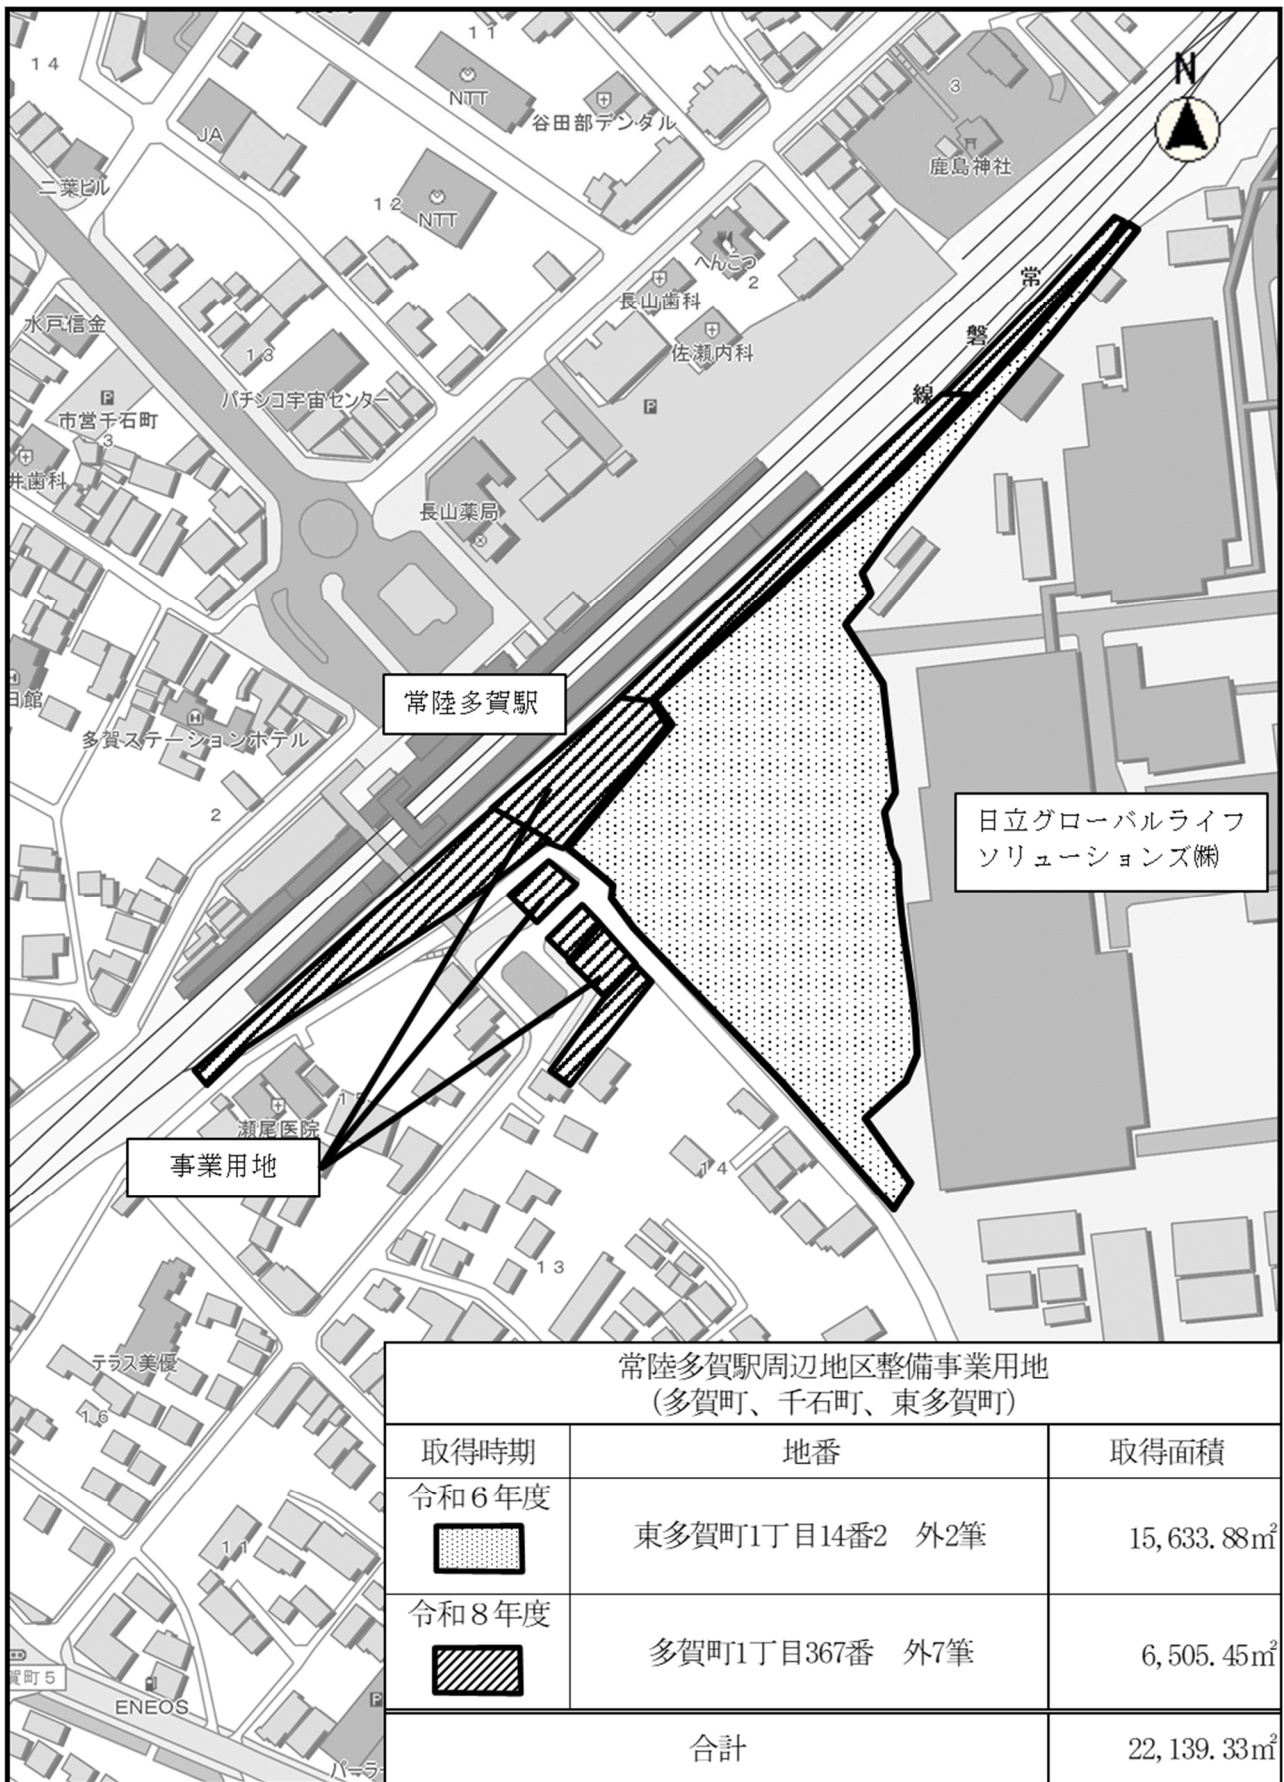 11
14
NTT
谷田部デンタル
3
N
JA
鹿島神社
二葉ビル
12
NTT
へんこつ
2
長山歯科
常
磐
線
水戸信金
13
佐瀬内科
P
パチンコ宇宙センター
P
市営千石町
3
井歯科
長山薬局
常陸多賀駅
H
日館
H
多賀ステーションホテル
2
日立グローバルライフ
ソリューションズ㈱
15
瀬尾医院
事業用地
14
13
テラス美優
16
11
賀町5
ENEOS
P
パーラー
常陸多賀駅周辺地区整備事業用地
(多賀町、千石町、東多賀町)
取得時期 地番 取得面積
令和6年度
東多賀町1丁目14番2 外2筆 15,633.88㎡
令和8年度
多賀町1丁目367番 外7筆 6,505.45㎡
合計 22,139.33㎡